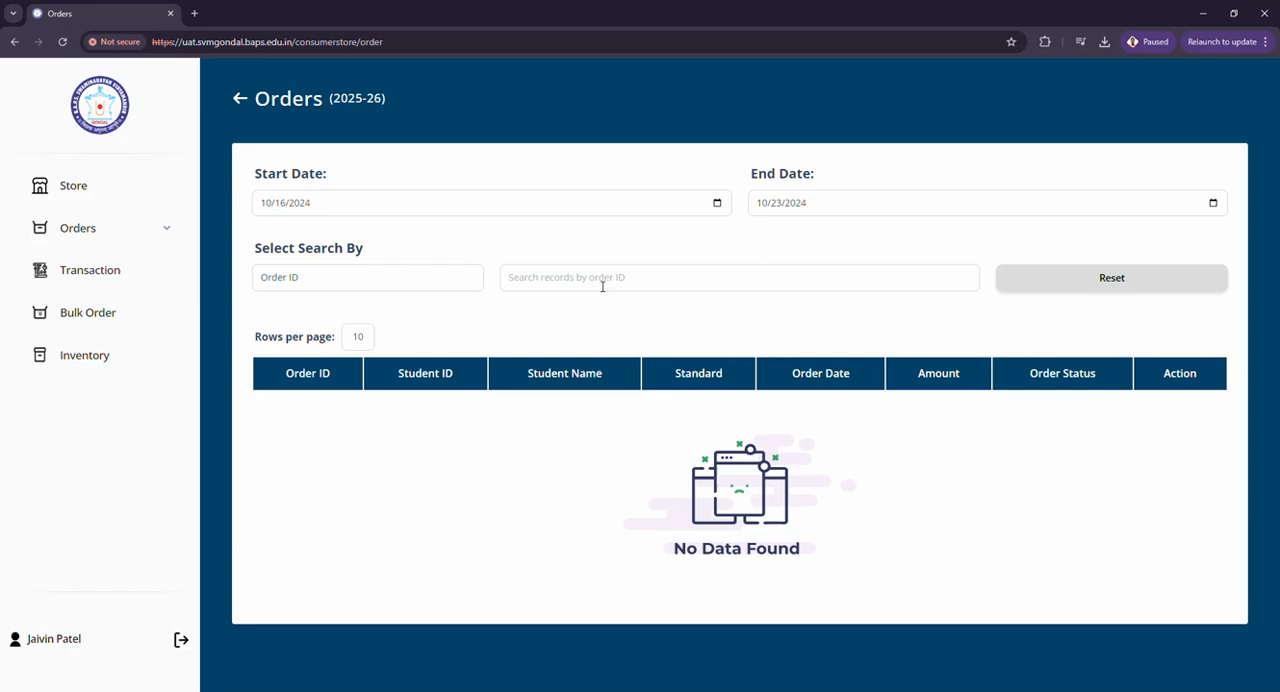 Orders
Not secure
https://uat.svmgondal.baps.edu.in/consumerstore/order
Paused
Relaunch to update
GONDAL
Store
Orders
Transaction
Bulk Order
Inventory
Jaivin Patel
Orders (2025-26)
Start Date:
End Date:
10/16/2024
10/23/2024
Select Search By
Order ID
Search records by order ID
Reset
Rows per page: 10
Order ID Student ID Student Name Standard Order Date Amount Order Status Action
No Data Found